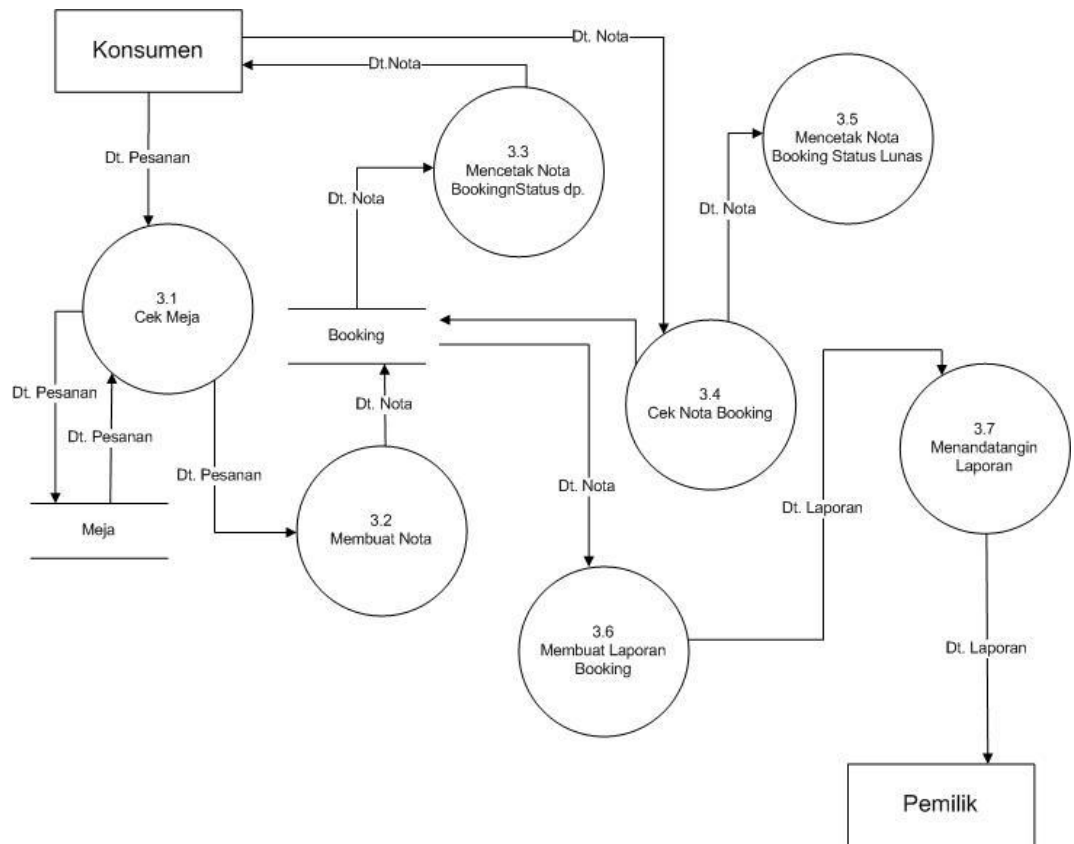 Konsumen
Dt. Nota
Dt.Nota
3.5
Mencetak Nota
Booking Status Lunas
3.3
Mencetak Nota
BookingnStatus dp.
Dt. Pesanan
Dt. Nota
Dt. Nota
3.1
Cek Meja
Booking
Dt. Pesanan
Dt. Nota
3.4
Cek Nota Booking
Dt. Pesanan
3.7
Menandatangin
Laporan
Dt. Pesanan
Dt. Nota
Dt. Laporan
Meja
3.2
Membuat Nota
3.6
Membuat Laporan
Booking
Dt. Laporan
Pemilik